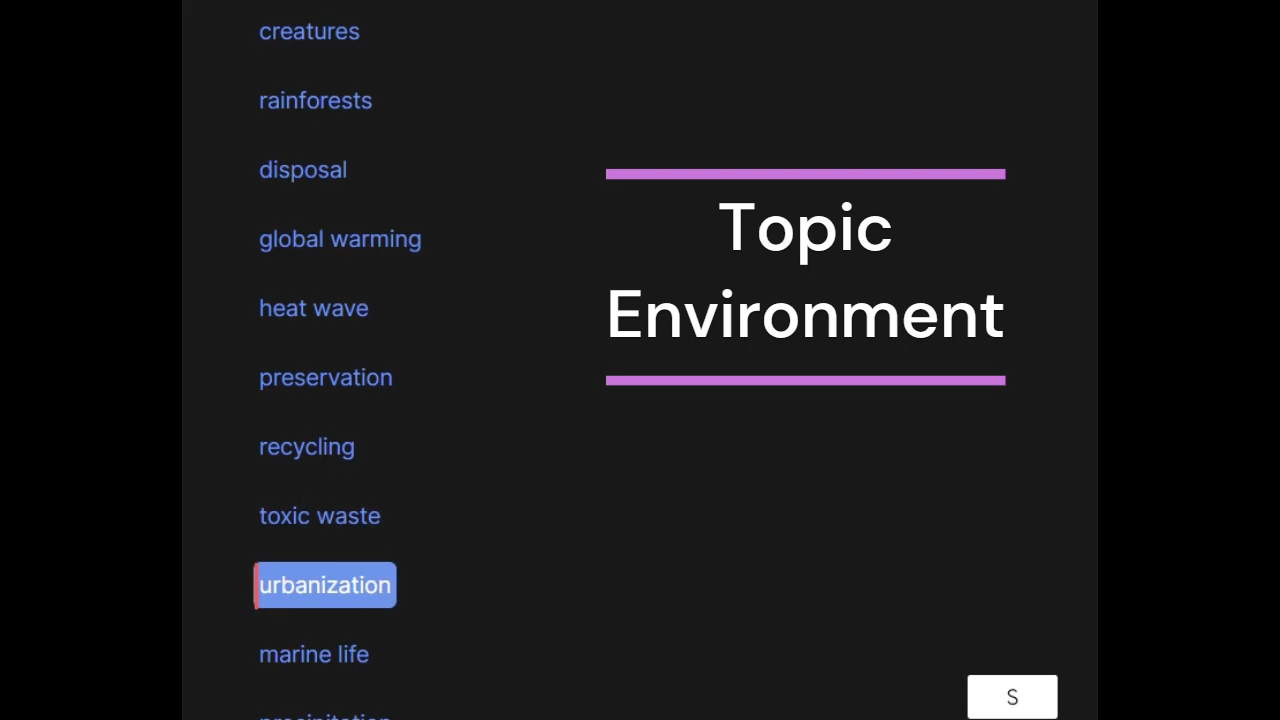 creatures
rainforests
disposal
global warming
heat wave
preservation
recycling
toxic waste
urbanization
marine life
Topic
Environment
S